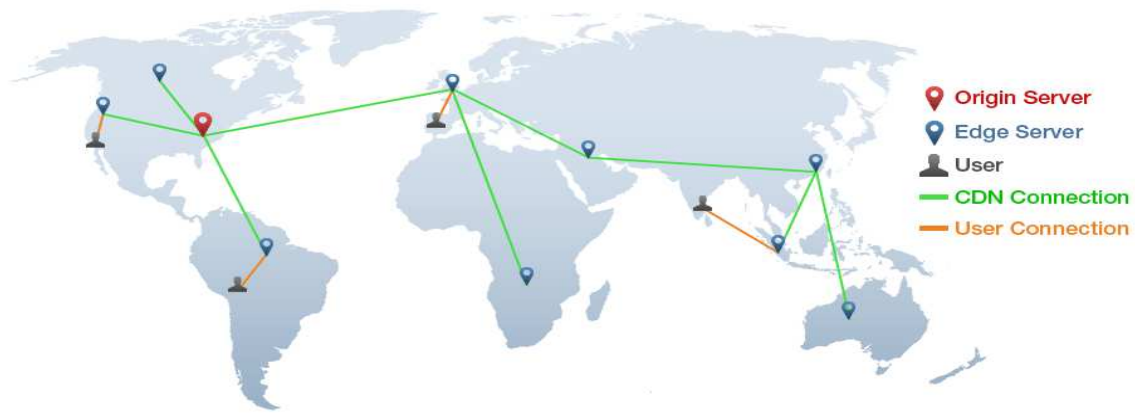 Origin Server
Edge Server
User
CDN Connection
User Connection